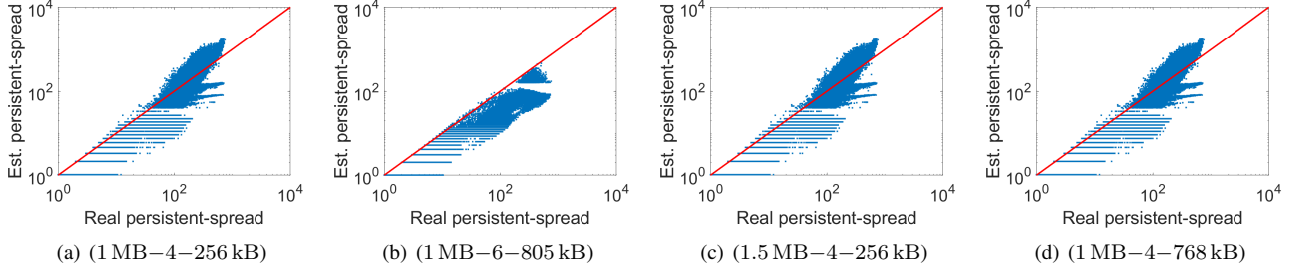 10^4
10^2
10^0
Est. persistent-spread
10^0 10^2 10^4
Real persistent-spread
(a) (1 MB−4−256 kB)
10^4
10^2
10^0
Est. persistent-spread
10^0 10^2 10^4
Real persistent-spread
(b) (1 MB−6−805 kB)
10^4
10^2
10^0
Est. persistent-spread
10^0 10^2 10^4
Real persistent-spread
(c) (1.5 MB−4−256 kB)
10^4
10^2
10^0
Est. persistent-spread
10^0 10^2 10^4
Real persistent-spread
(d) (1 MB−4−768 kB)